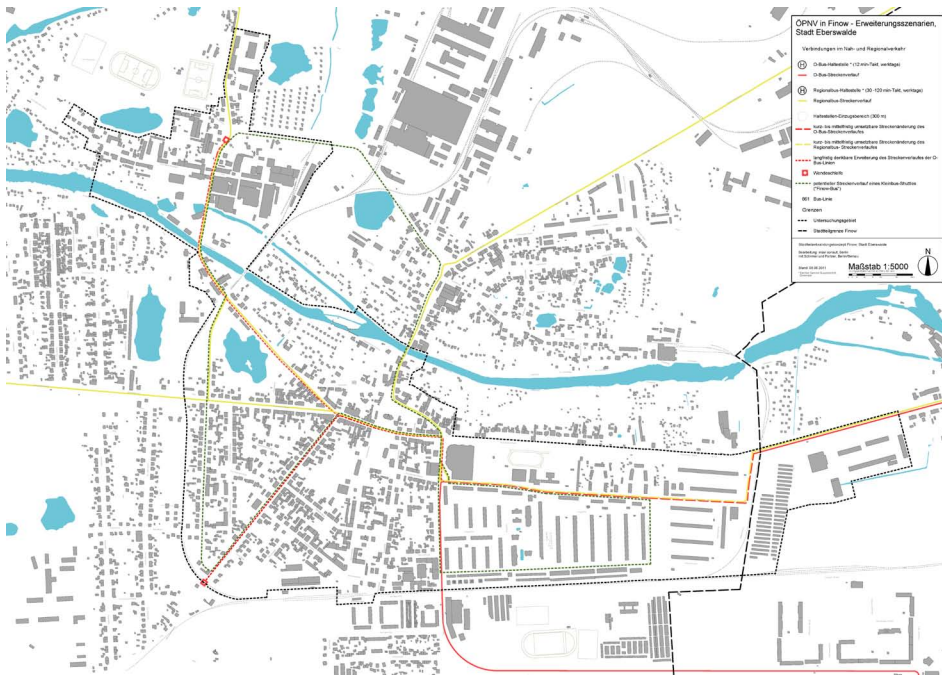 ÖPNV in Finow - Erweiterungsszenarien,
Stadt Eberswalde
Verbindungen im Nah- und Regionalverkehr
H O-Bus-Haltestelle * (12 min-Takt, werktags)
O-Bus-Streckenverlauf
H Regionalbus-Haltestelle * (30 -120 min-Takt, werktags)
Regionalbus-Streckenverlauf
Haltestellen-Einzugsbereich (300 m)
kurz- bis mittelfristig umsetzbare Streckenänderung des
O-Bus-Streckenverlaufes
kurz- bis mittelfristig umsetzbare Streckenänderung des
Regionalbus- Streckenverlaufes
langfristig denkbare Erweiterung des Streckenverlaufes der O-
Bus-Linien
Wendeschleife
potentieller Streckenverlauf eines Kleinbus-Shuttles
("Finow-Bus")
861 Bus-Linie
Grenzen
Untersuchungsgebiet
Stadtteilgrenze Finow
N
Maßstab 1:5000